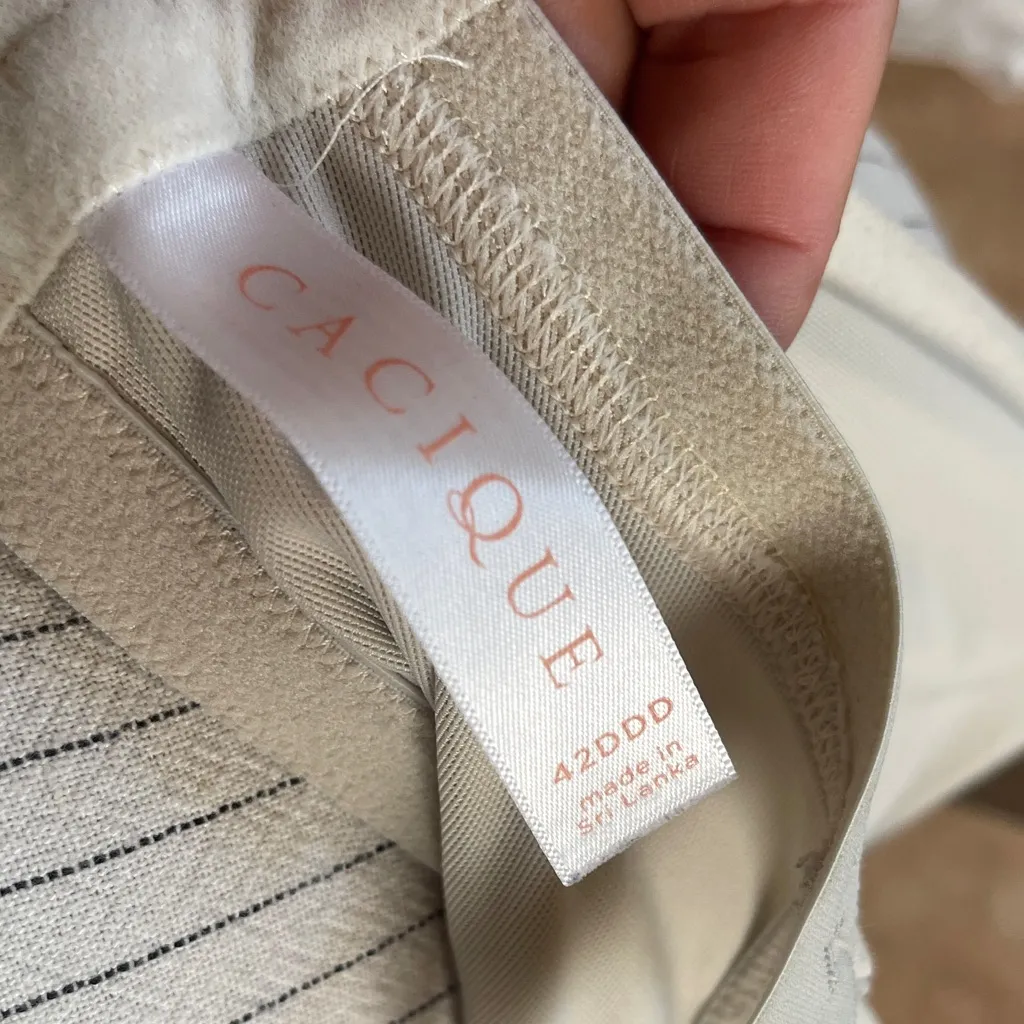 CACIQUE
42DDD
made in
Sri Lanka